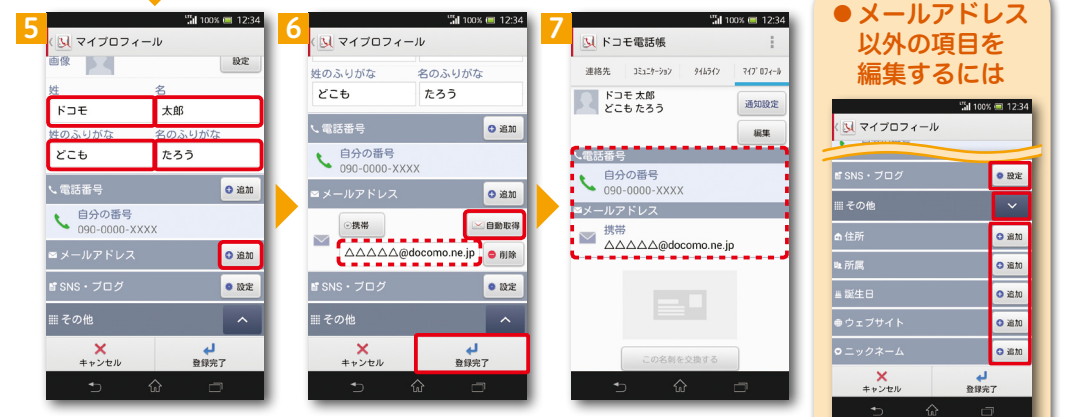 5
LTE 100% 12:34
マイプロフィール
画像
設定
姓 名
ドコモ 太郎
姓のふりがな 名のふりがな
どこも たろう
電話番号 追加
自分の番号
090-0000-XXXX
メールアドレス 追加
SNS・ブログ 設定
その他
キャンセル 登録完了
6
LTE 100% 12:34
マイプロフィール
姓のふりがな 名のふりがな
どこも たろう
電話番号 追加
自分の番号
090-0000-XXXX
メールアドレス 追加
携帯 自動取得
△△△△△@docomo.ne.jp 削除
SNS・ブログ 設定
その他
キャンセル 登録完了
7
LTE 100% 12:34
ドコモ電話帳
連絡先 コミュニケーション タイムライン マイプロフィール
ドコモ 太郎
どこも たろう
通知設定
編集
電話番号
自分の番号
090-0000-XXXX
メールアドレス
携帯
△△△△△@docomo.ne.jp
この名刺を交換する
●メールアドレス
以外の項目を
編集するには
LTE 100% 12:34
マイプロフィール
SNS・ブログ 設定
その他
住所 追加
所属 追加
誕生日 追加
ウェブサイト 追加
ニックネーム 追加
キャンセル 登録完了